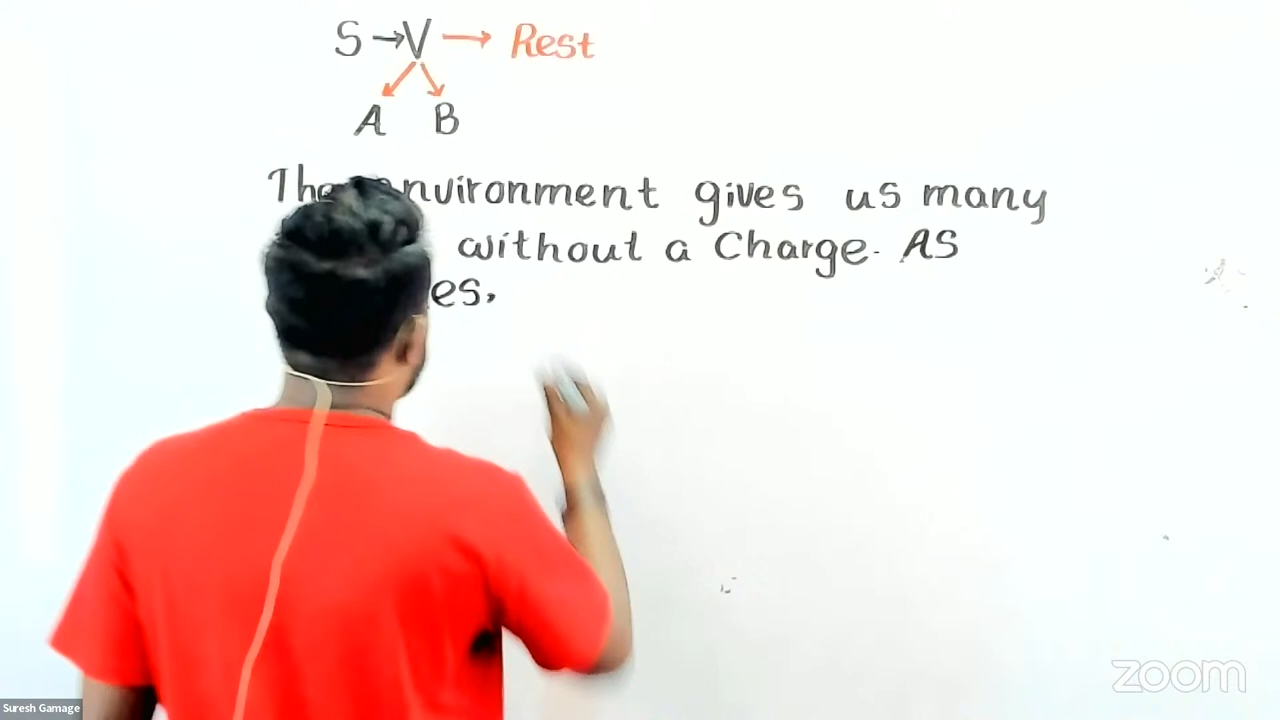 S → V → Rest
A B
The environment gives us many
without a Charge. AS
es,
zoom
Suresh Gamage